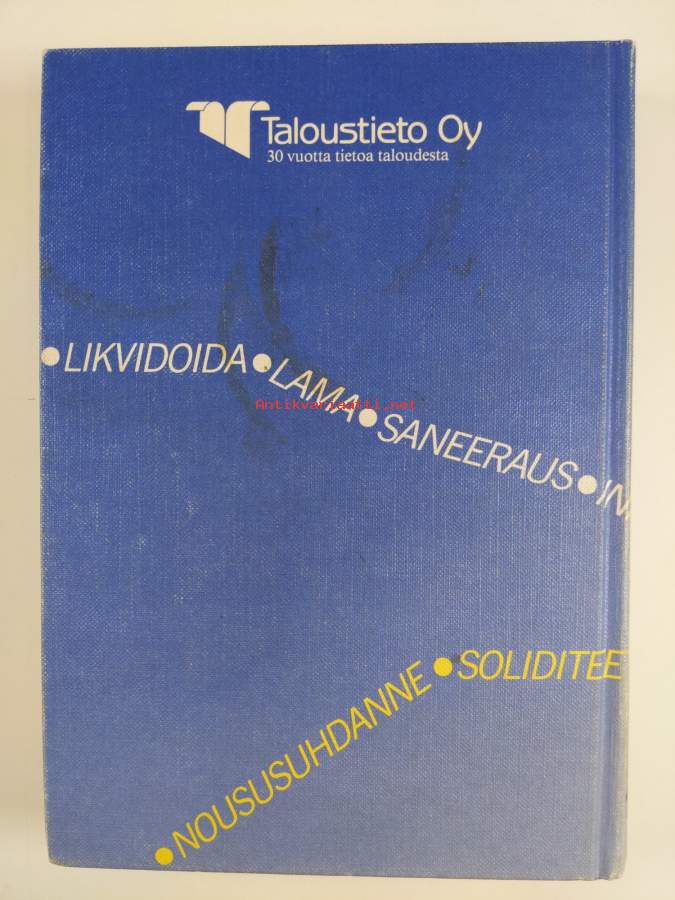 Taloustieto Oy
30 vuotta tietoa taloudesta
•LIKVIDOIDA •LAMA •SANEERAUS •IN
Antikvariaatti.net
•NOUSUSUHDANNE •SOLIDITEE